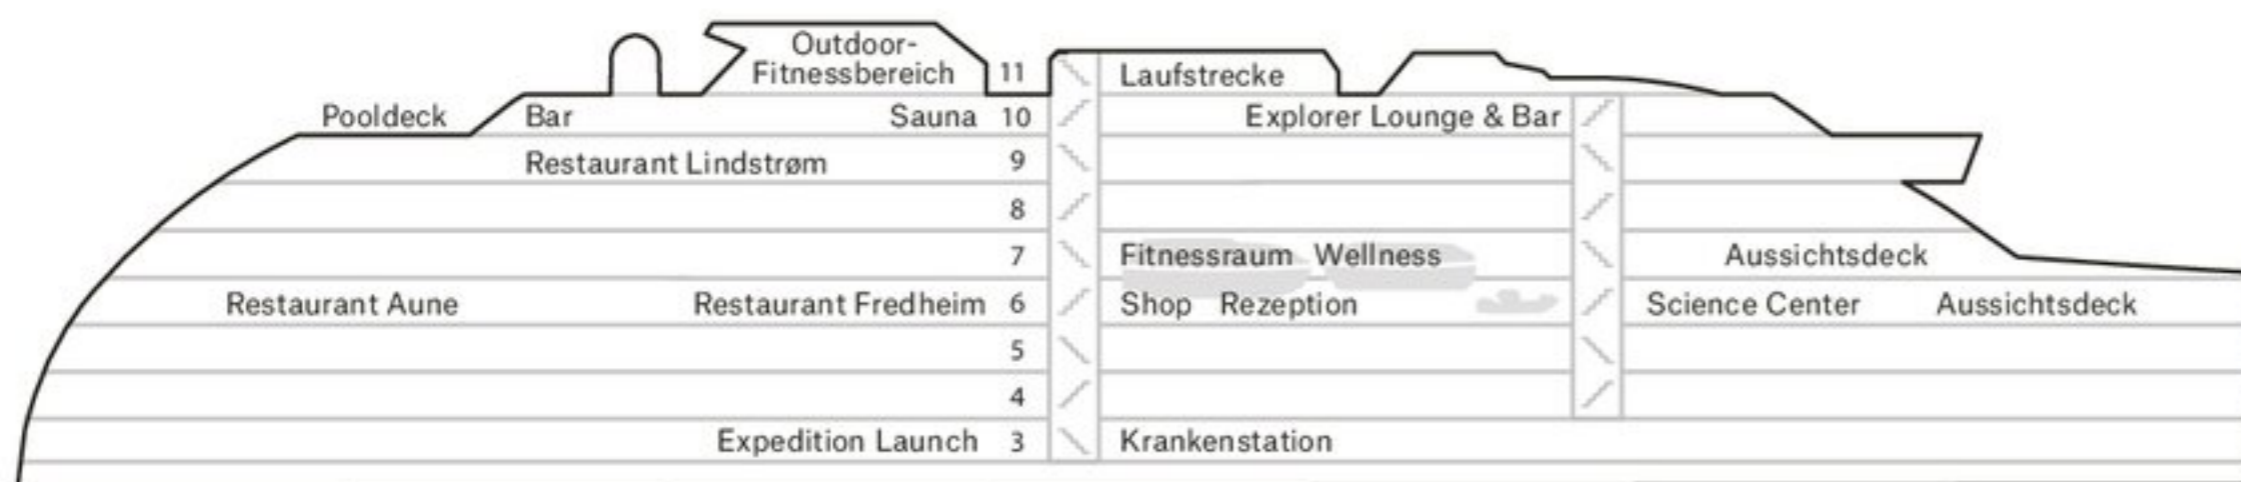 Outdoor-
Fitnessbereich 11 Laufstrecke
Pooldeck Bar Sauna 10 Explorer Lounge & Bar
Restaurant Lindstrøm 9
8
7 Fitnessraum Wellness Aussichtsdeck
Restaurant Aune Restaurant Fredheim 6 Shop Rezeption Science Center Aussichtsdeck
5
4
Expedition Launch 3 Krankenstation